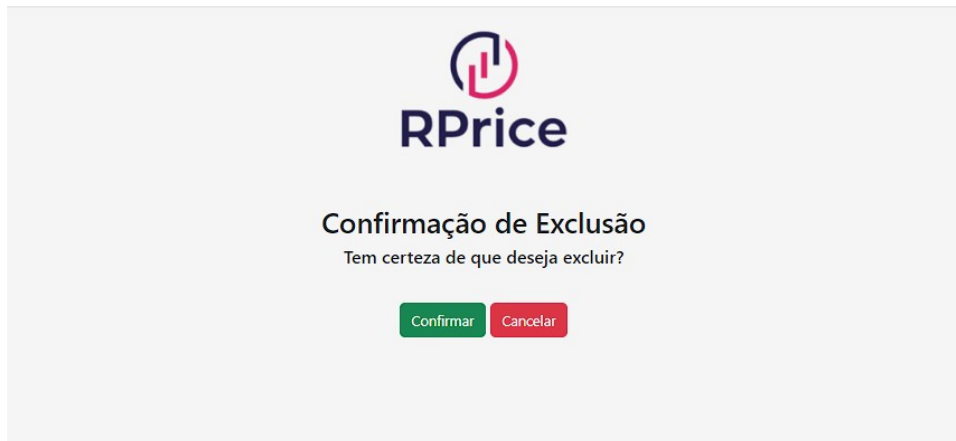 RPrice
Confirmação de Exclusão
Tem certeza de que deseja excluir?
Confirmar Cancelar